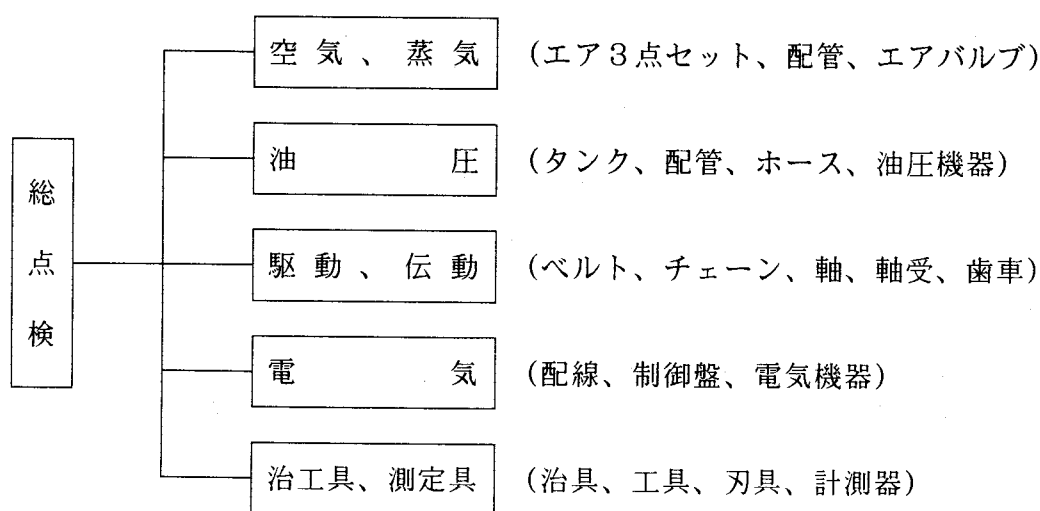 総点検
空気、蒸気 (エア3点セット、配管、エアバルブ)
油圧 (タンク、配管、ホース、油圧機器)
駆動、伝動 (ベルト、チェーン、軸、軸受、歯車)
電気 (配線、制御盤、電気機器)
治工具、測定具 (治具、工具、刃具、計測器)